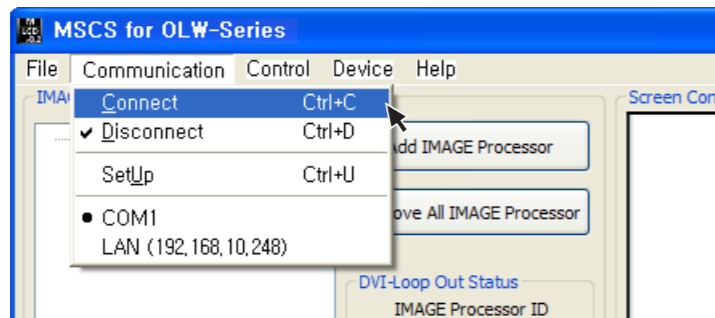 MSCS for OLW-Series
File Communication Control Device Help
Connect Ctrl+C
Disconnect Ctrl+D
SetUp Ctrl+U
COM1
LAN (192,168,10,248)
Screen Con
dd IMAGE Processor
ove All IMAGE Processor
DVI-Loop Out Status
IMAGE Processor ID